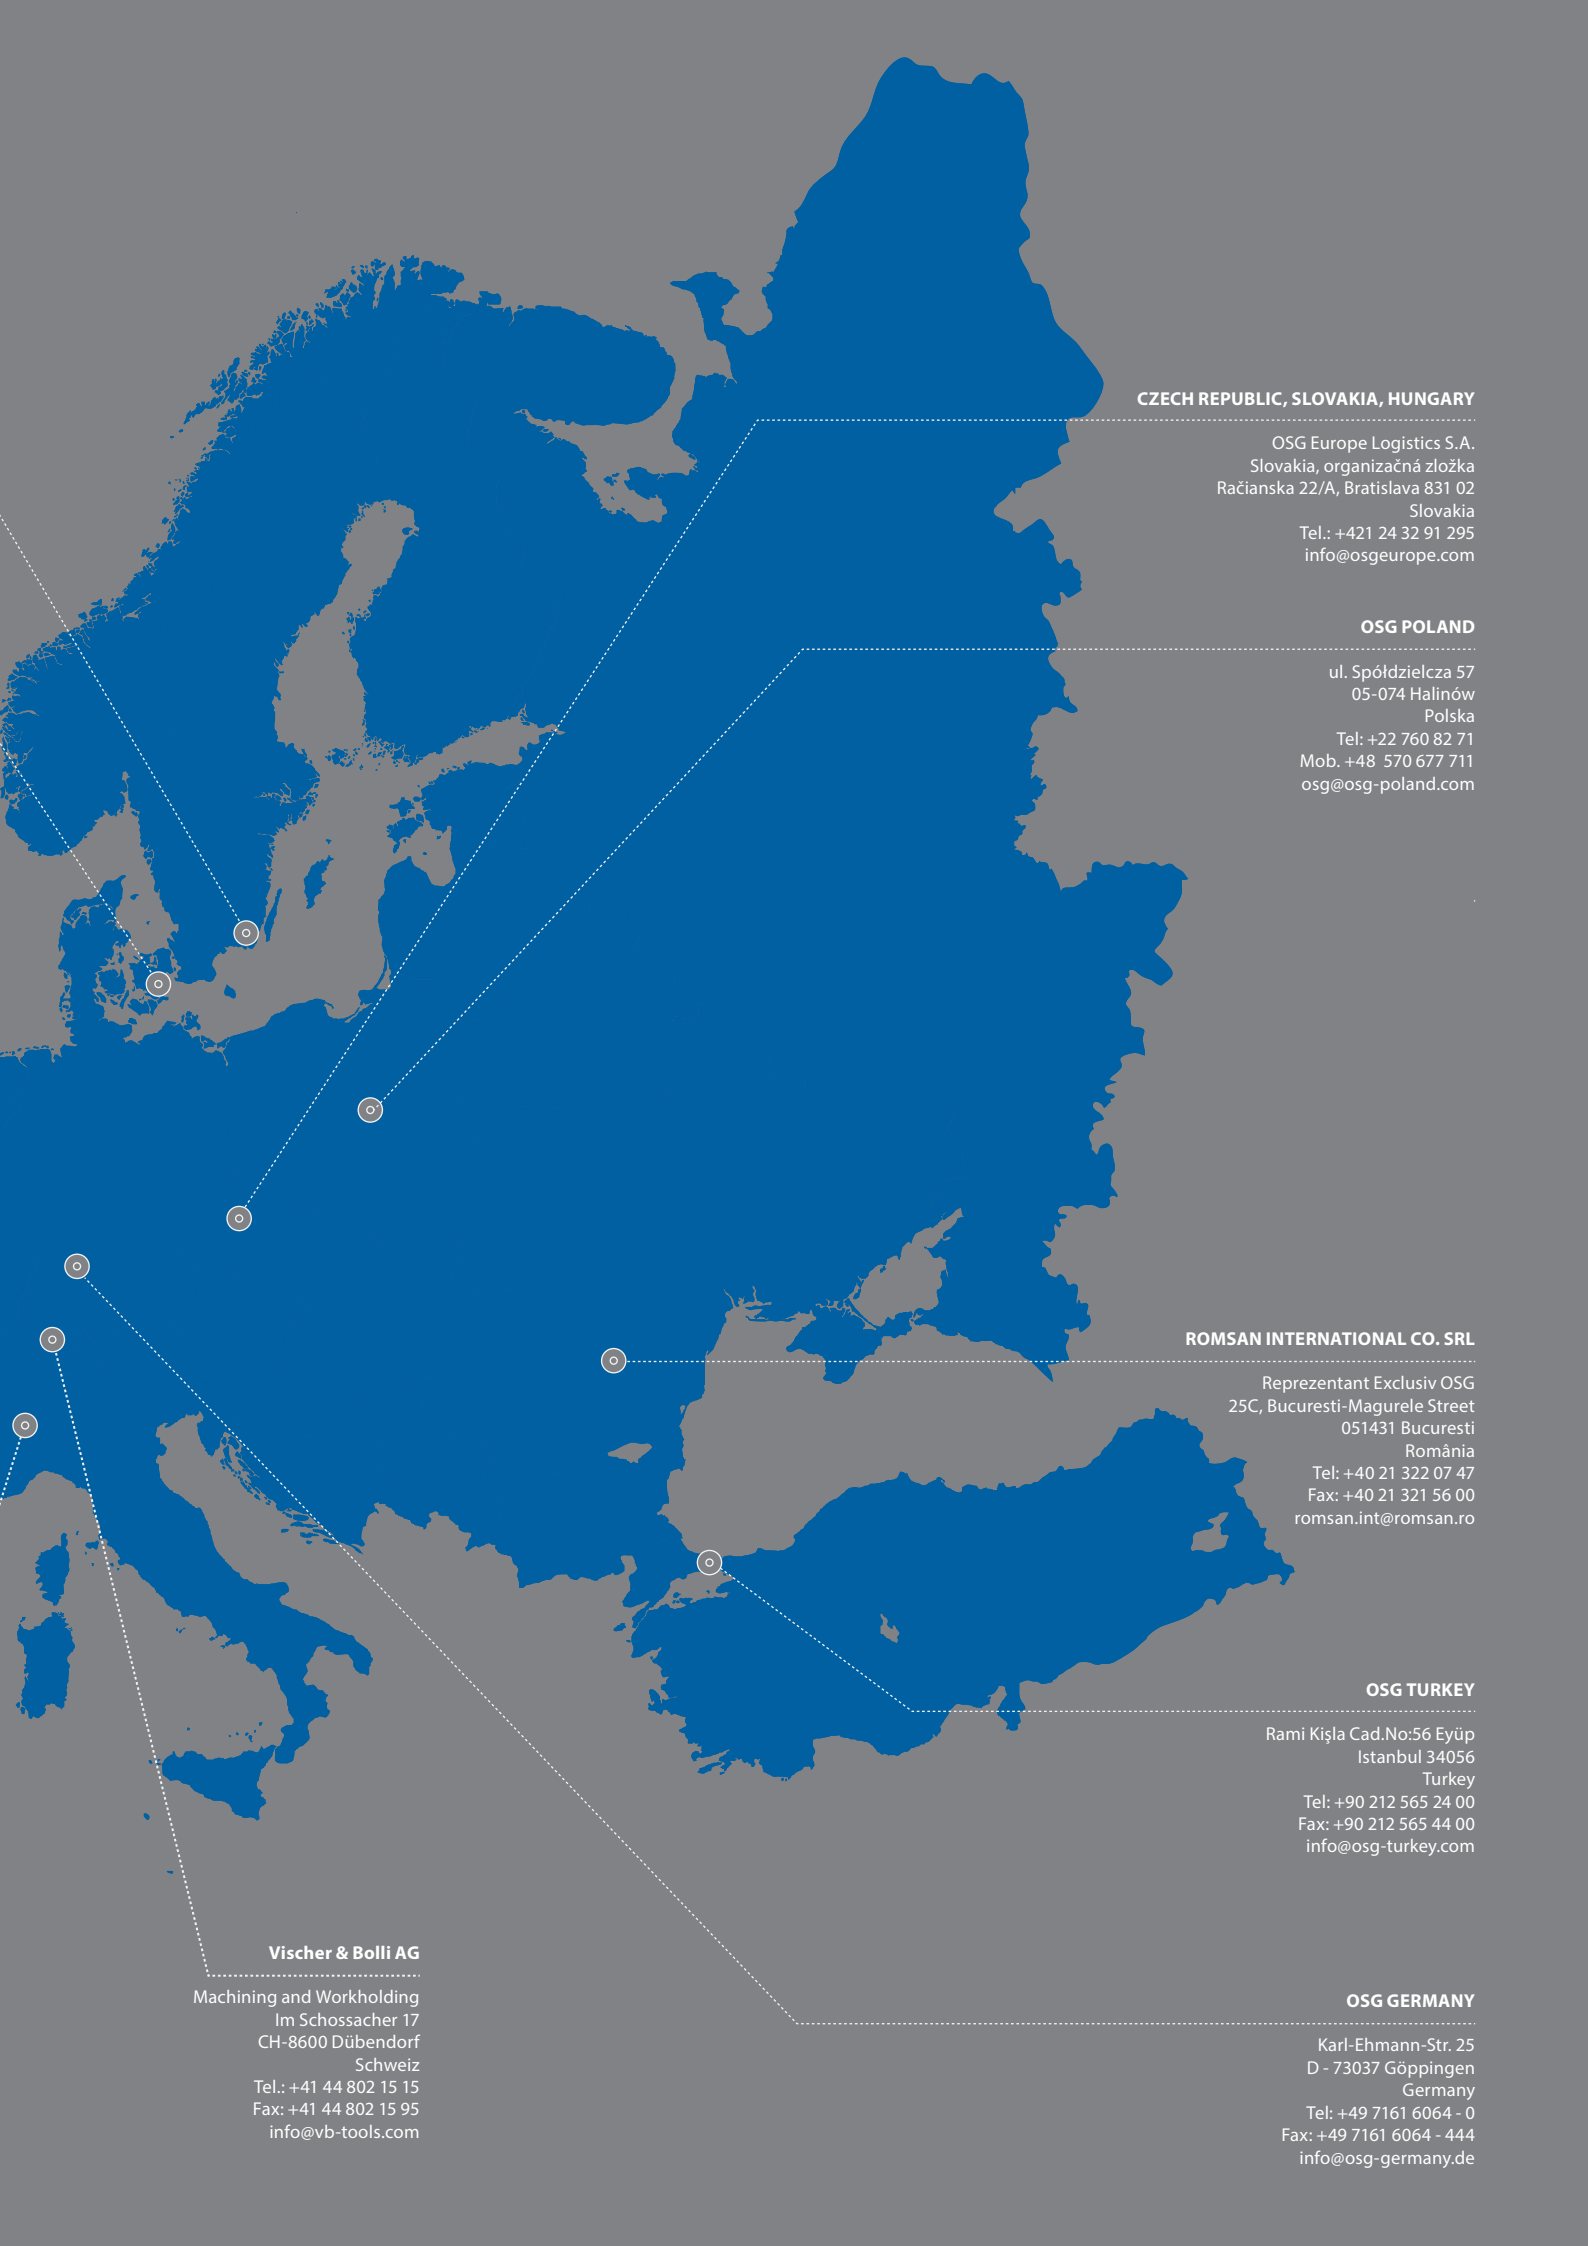 CZECH REPUBLIC, SLOVAKIA, HUNGARY
OSG Europe Logistics S.A.
Slovakia, organizačná zložka
Račianska 22/A, Bratislava 831 02
Slovakia
Tel.: +421 24 32 91 295
info@osgeurope.com
OSG POLAND
ul. Spółdzielcza 57
05-074 Halinów
Polska
Tel: +22 760 82 71
Mob. +48 570 677 711
osg@osg-poland.com
ROMSAN INTERNATIONAL CO. SRL
Reprezentant Exclusiv OSG
25C, Bucuresti-Magurele Street
051431 Bucuresti
România
Tel: +40 21 322 07 47
Fax: +40 21 321 56 00
romsan.int@romsan.ro
OSG TURKEY
Rami Kişla Cad.No:56 Eyüp
Istanbul 34056
Turkey
Tel: +90 212 565 24 00
Fax: +90 212 565 44 00
info@osg-turkey.com
Vischer & Bolli AG
Machining and Workholding
Im Schossacher 17
CH-8600 Dübendorf
Schweiz
Tel.: +41 44 802 15 15
Fax: +41 44 802 15 95
info@vb-tools.com
OSG GERMANY
Karl-Ehmann-Str. 25
D - 73037 Göppingen
Germany
Tel: +49 7161 6064 - 0
Fax: +49 7161 6064 - 444
info@osg-germany.de